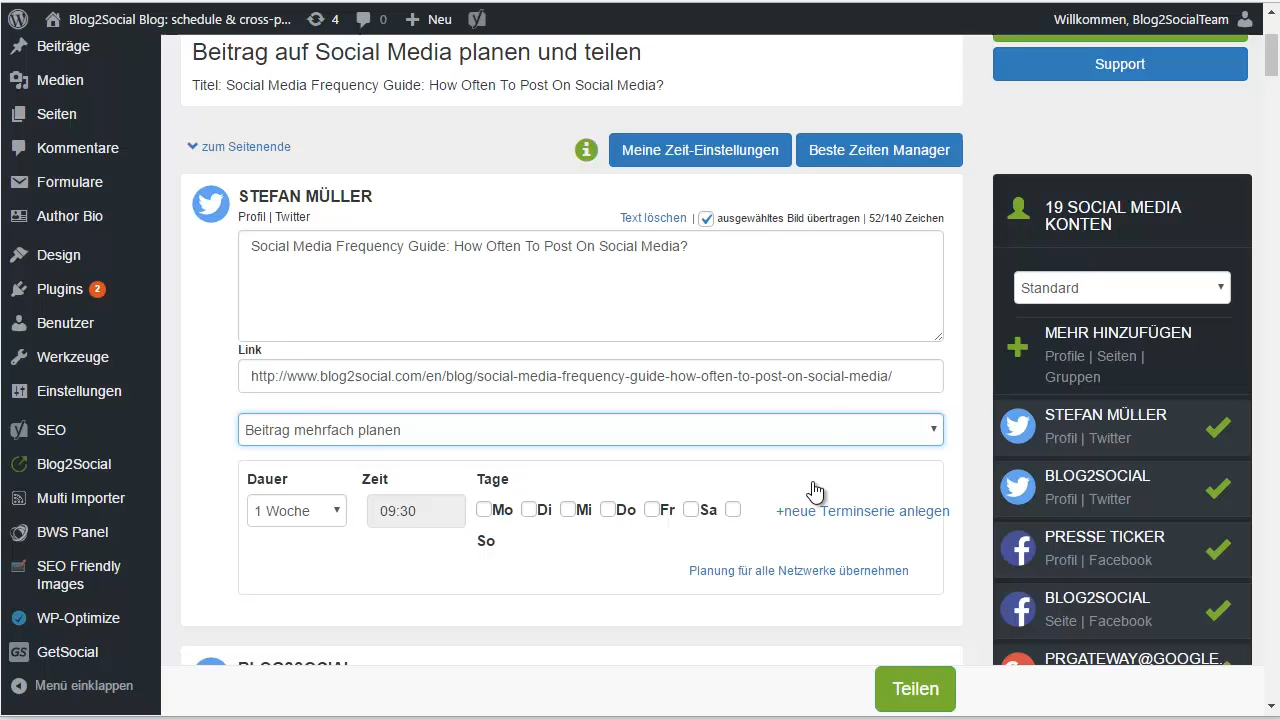 Blog2Social Blog: schedule & cross-p... 4 0 Neu Willkommen, Blog2SocialTeam
Beiträge
Medien
Seiten
Kommentare
Formulare
Author Bio
Design
Plugins 2
Benutzer
Werkzeuge
Einstellungen
SEO
Blog2Social
Multi Importer
BWS Panel
SEO Friendly
Images
WP-Optimize
GS GetSocial
Menü einklappen
Beitrag auf Social Media planen und teilen
Titel: Social Media Frequency Guide: How Often To Post On Social Media?
zum Seitenende
Meine Zeit-Einstellungen Beste Zeiten Manager
STEFAN MÜLLER
Profil | Twitter
Text löschen | ausgewähltes Bild übertragen | 52/140 Zeichen
Social Media Frequency Guide: How Often To Post On Social Media?
Link
http://www.blog2social.com/en/blog/social-media-frequency-guide-how-often-to-post-on-social-media/
Beitrag mehrfach planen
Dauer Zeit Tage
1 Woche 09:30 Mo Di Mi Do Fr Sa
So
+neue Terminserie anlegen
Planung für alle Netzwerke übernehmen
BLOG2SOCIAL
Teilen
Support
19 SOCIAL MEDIA
KONTEN
Standard
MEHR HINZUFÜGEN
Profile | Seiten |
Gruppen
STEFAN MÜLLER
Profil | Twitter
BLOG2SOCIAL
Profil | Twitter
PRESSE TICKER
Profil | Facebook
BLOG2SOCIAL
Seite | Facebook
PRGATEWAY@GOOGLE.